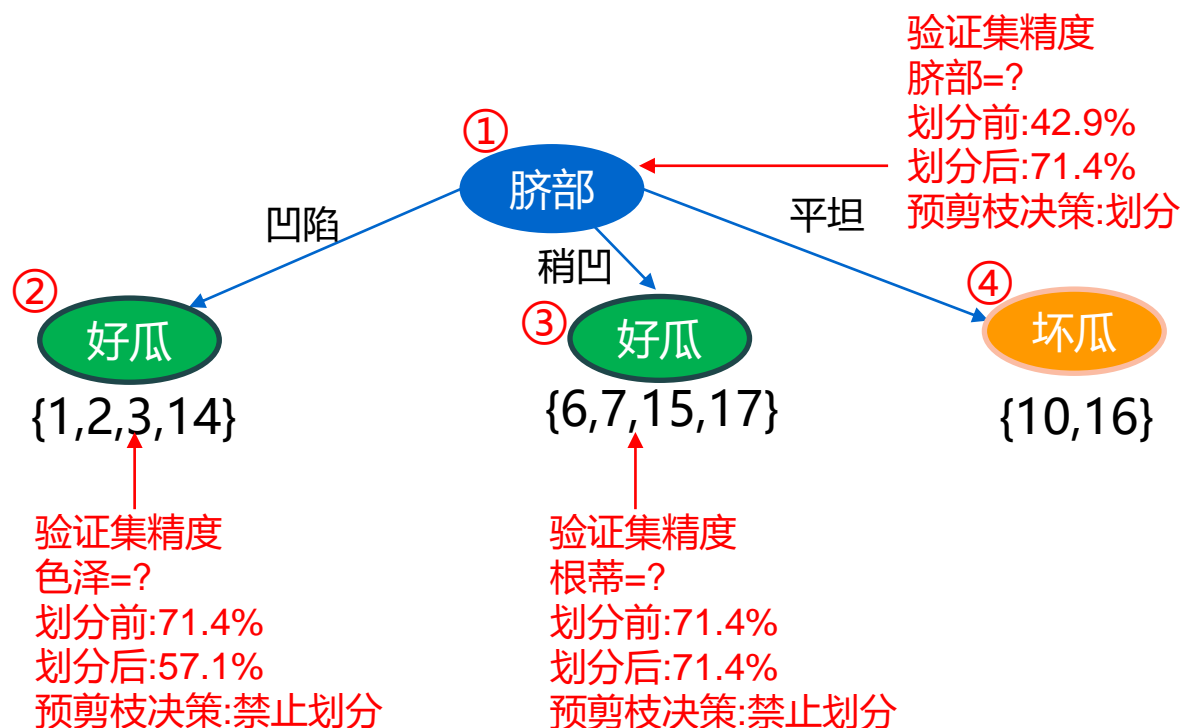 验证集精度
脐部=?
划分前:42.9%
划分后:71.4%
预剪枝决策:划分
①
脐部
凹陷
稍凹
平坦
②
好瓜
{1,2,3,14}
③
好瓜
{6,7,15,17}
④
坏瓜
{10,16}
验证集精度
色泽=?
划分前:71.4%
划分后:57.1%
预剪枝决策:禁止划分
验证集精度
根蒂=?
划分前:71.4%
划分后:71.4%
预剪枝决策:禁止划分